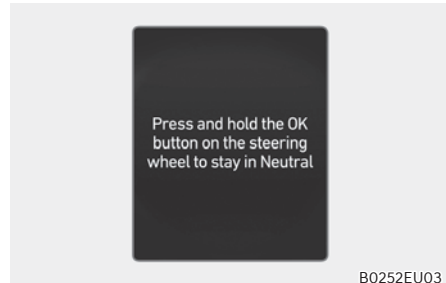 Press and hold the OK
button on the steering
wheel to stay in Neutral
B0252EU03